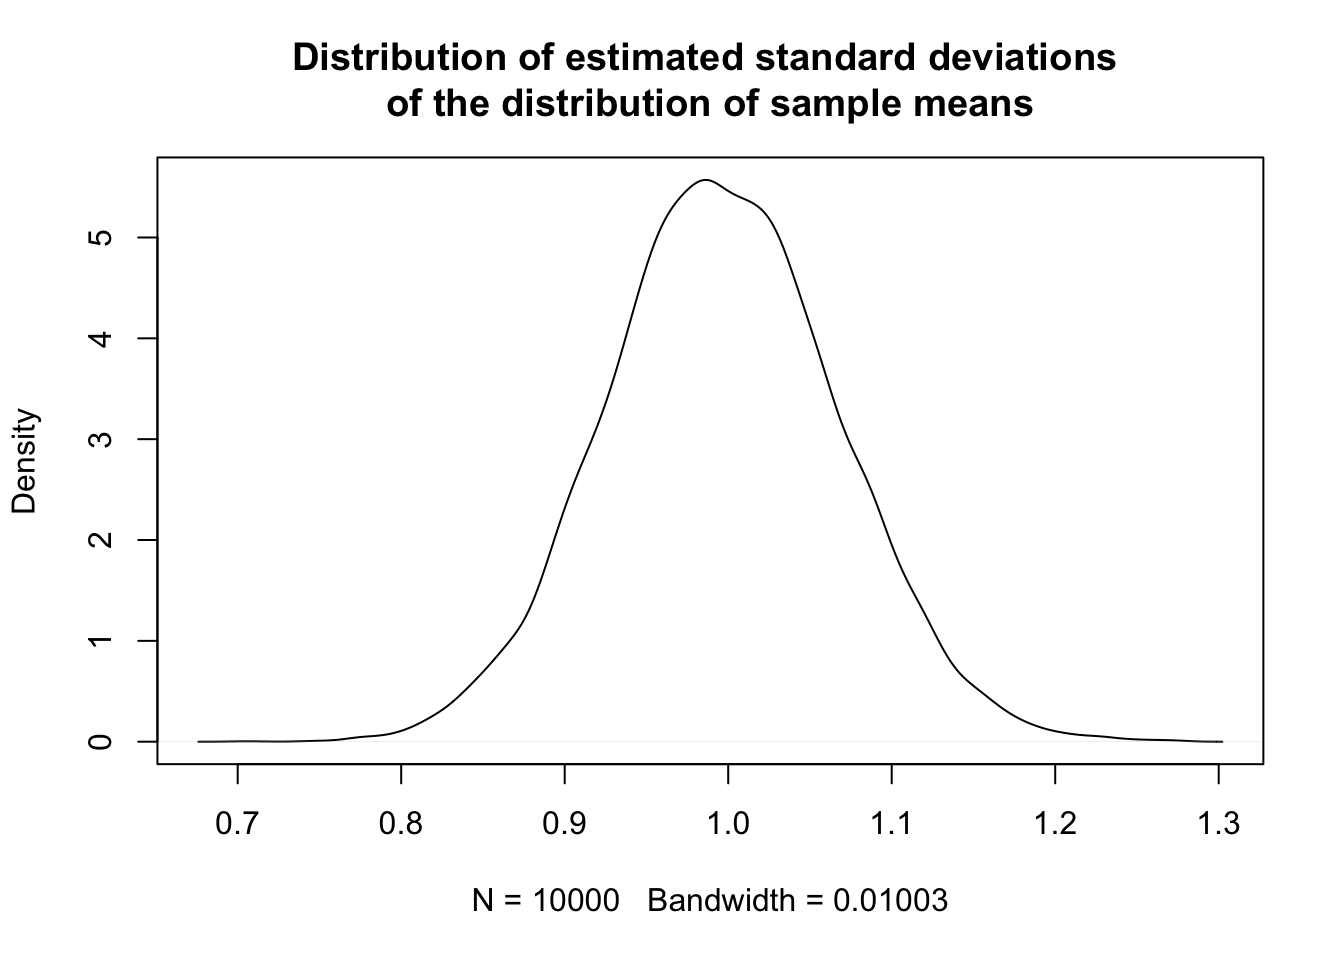 Distribution of estimated standard deviations
of the distribution of sample means
Density
5
4
3
2
1
0
0.7 0.8 0.9 1.0 1.1 1.2 1.3
N = 10000 Bandwidth = 0.01003